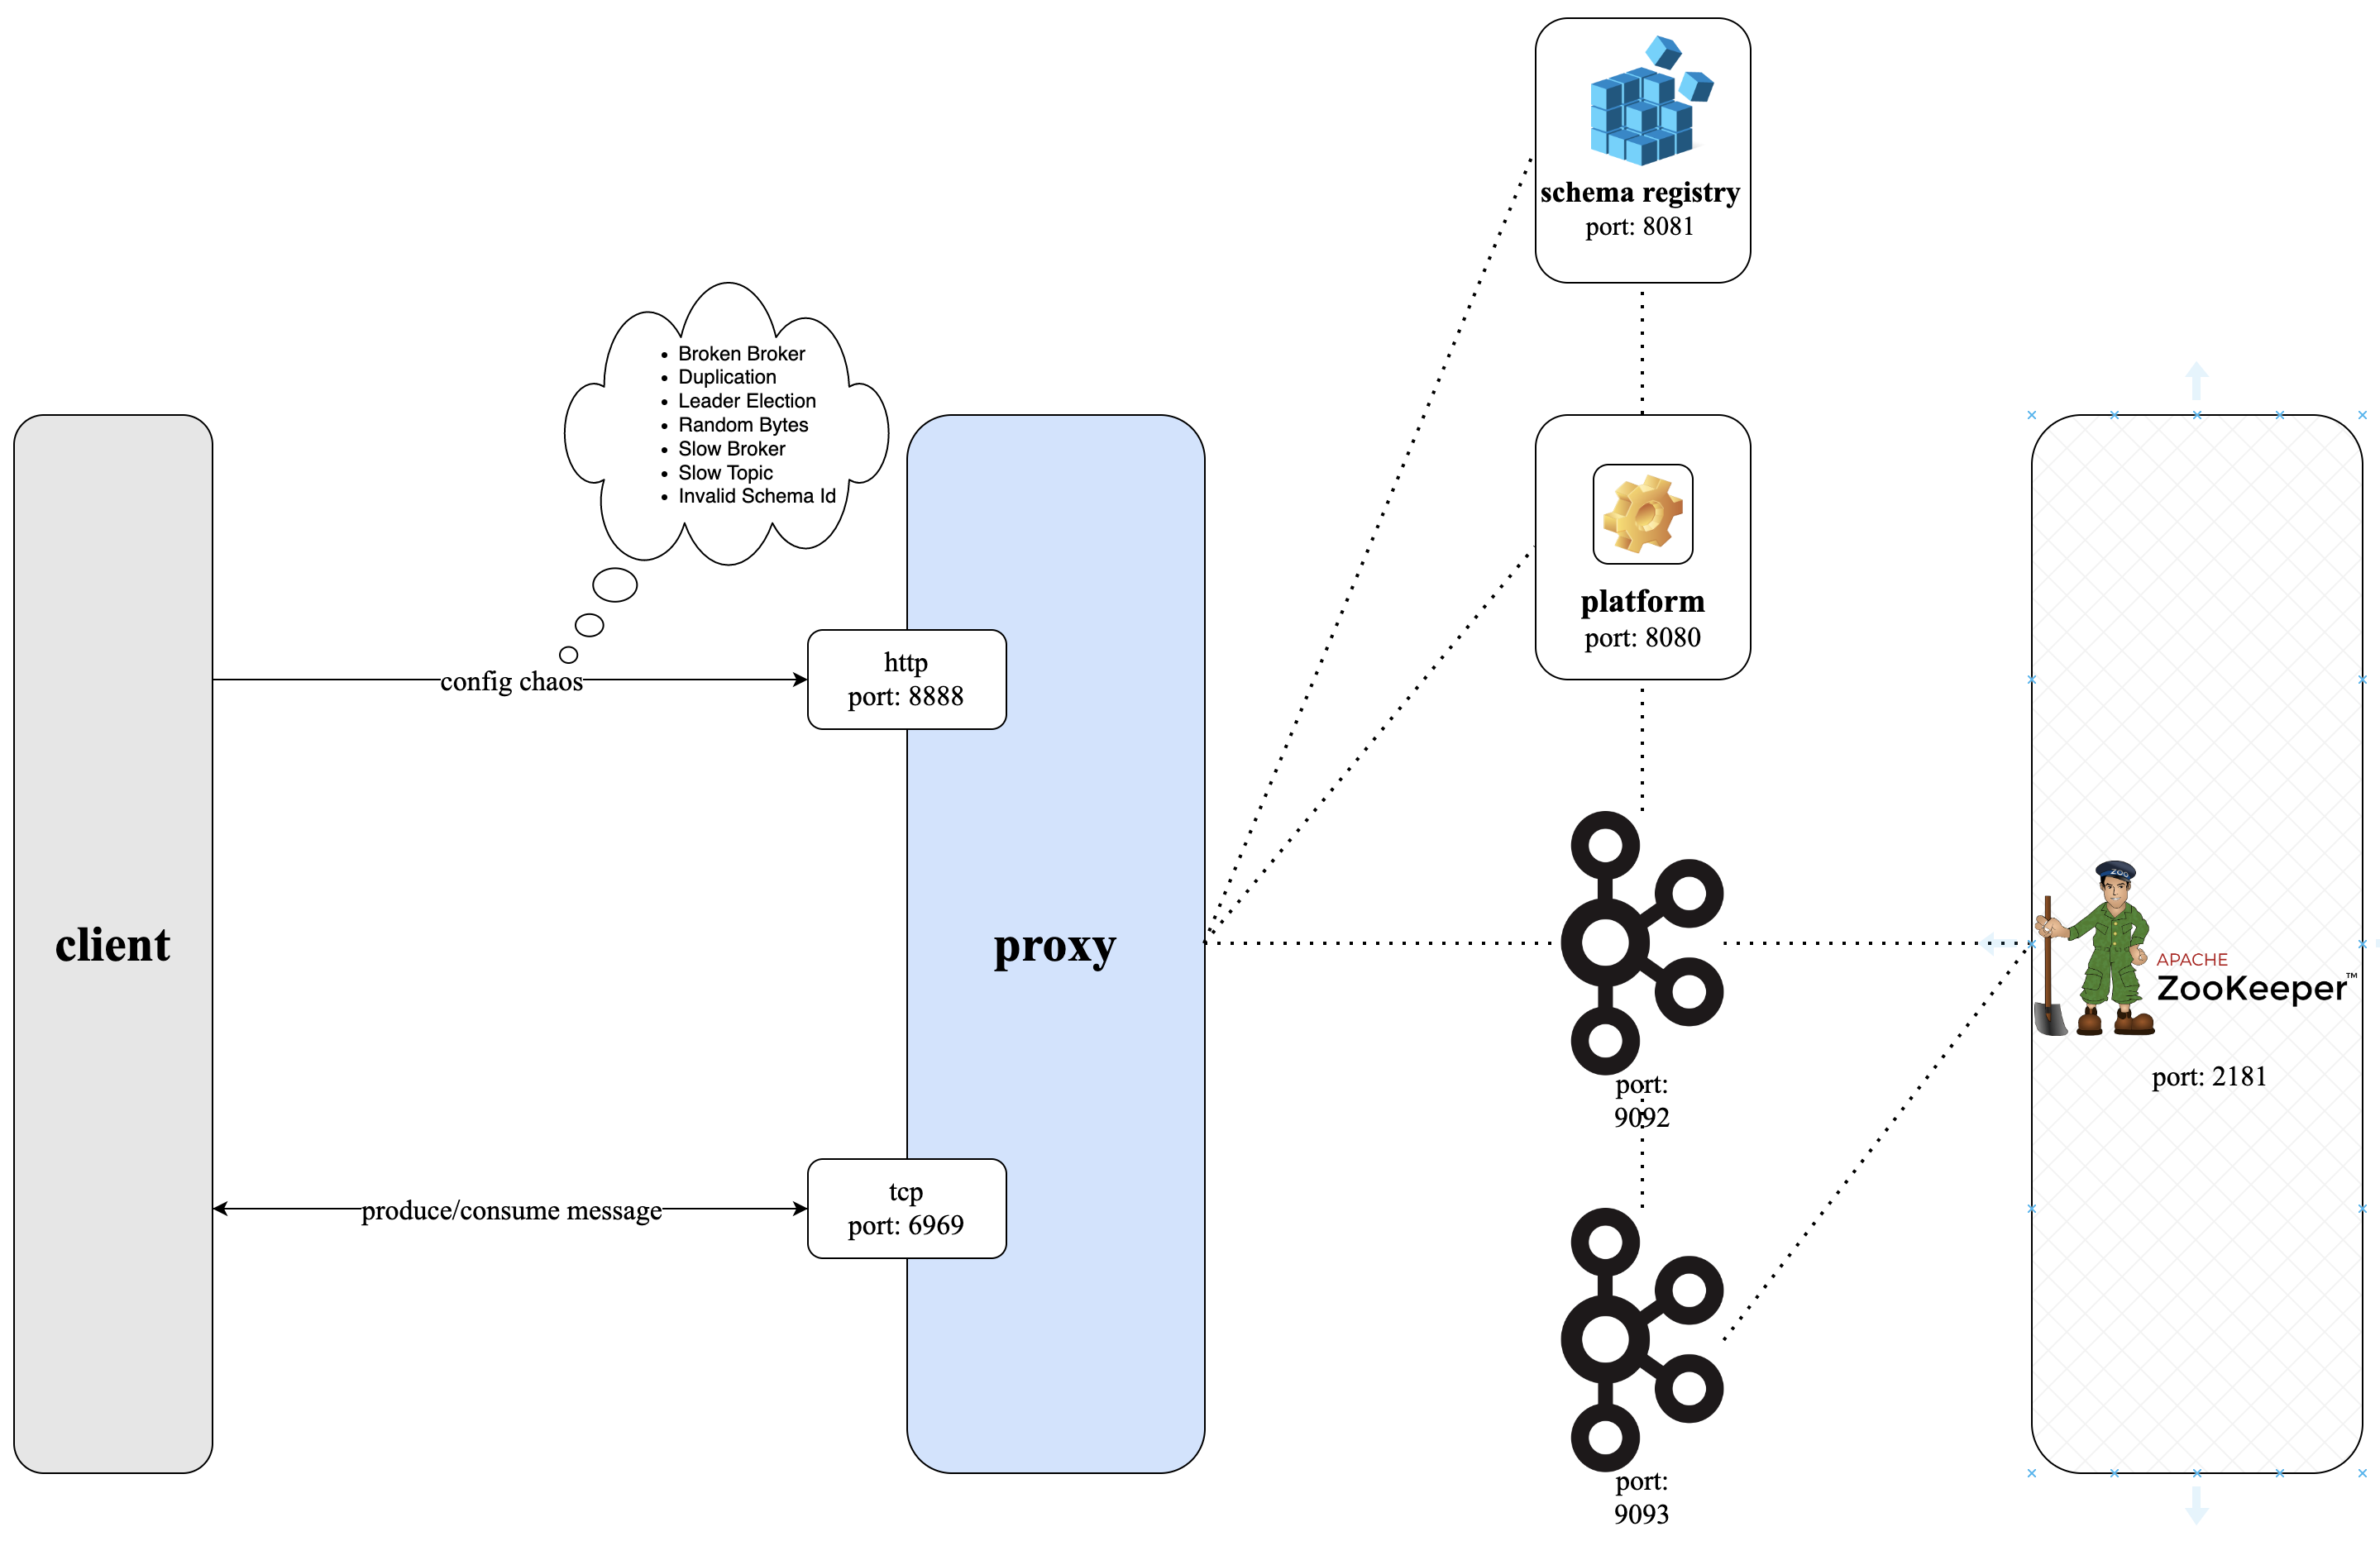 schema registry
port: 8081
• Broken Broker
• Duplication
• Leader Election
• Random Bytes
• Slow Broker
• Slow Topic
• Invalid Schema Id
platform
port: 8080
config chaos
http
port: 8888
client
proxy
ZOO
APACHE
ZooKeeper™
port: 2181
port:
9092
produce/consume message
tcp
port: 6969
port:
9093